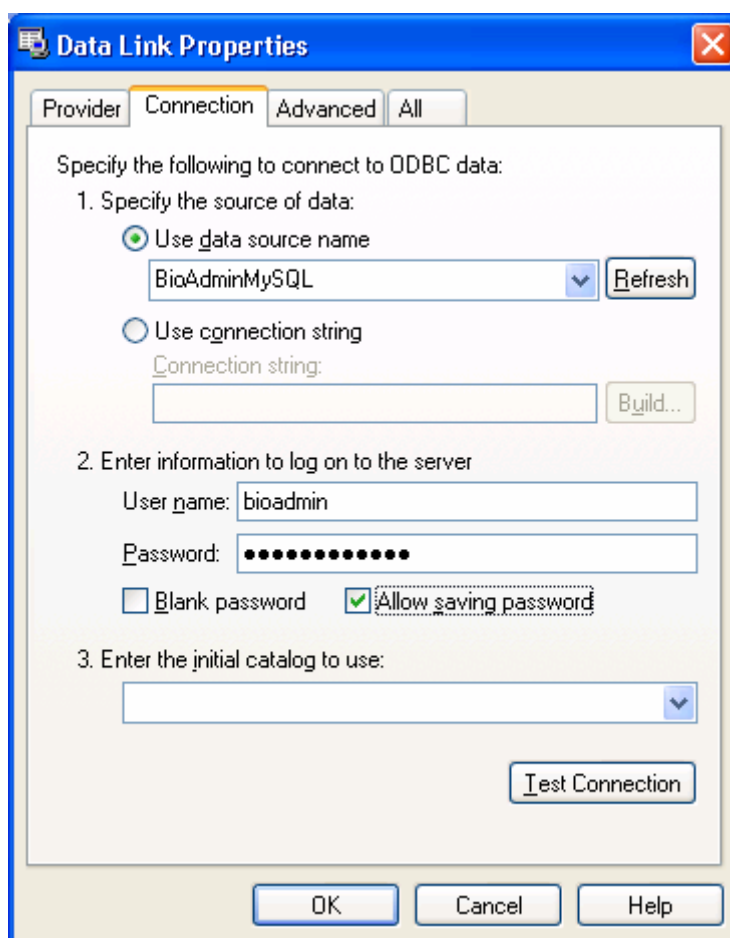 Data Link Properties
Provider Connection Advanced All
Specify the following to connect to ODBC data:
1. Specify the source of data:
Use data source name
BioAdminMySQL Refresh
Use connection string
Connection string:
Build...
2. Enter information to log on to the server
User name: bioadmin
Password: ●●●●●●●●●●●●●
Blank password Allow saving password
3. Enter the initial catalog to use:
Test Connection
OK Cancel Help